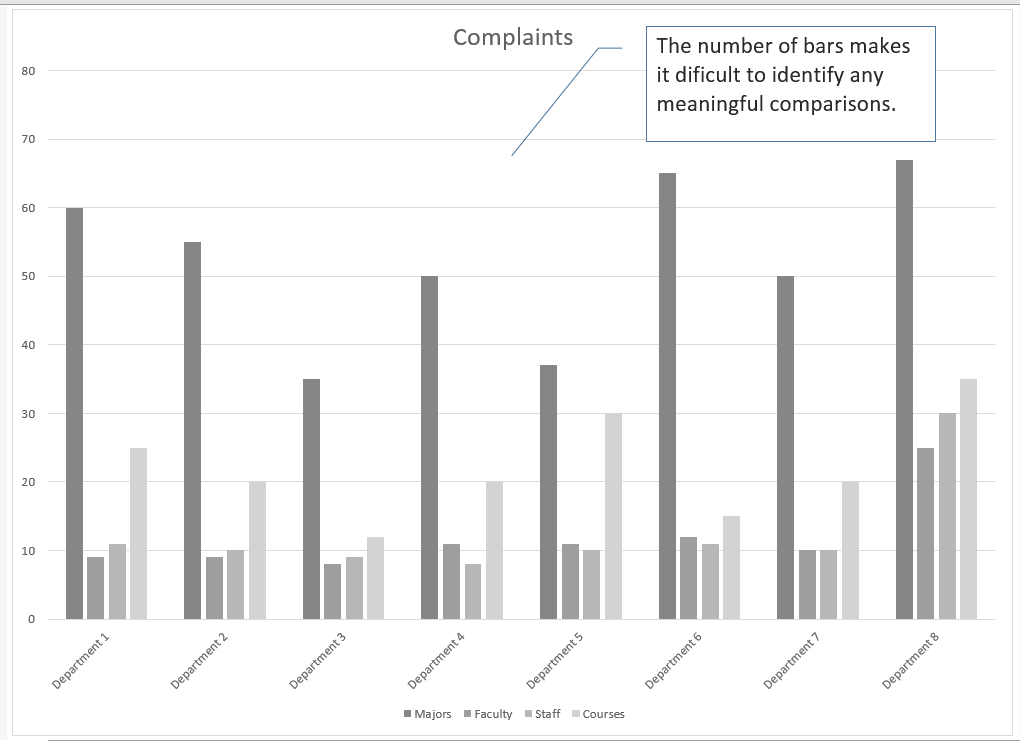 Complaints
The number of bars makes
it dificult to identify any
meaningful comparisons.
80
70
60
50
40
30
20
10
0
Department 1
Department 2
Department 3
Department 4
Department 5
Department 6
Department 7
Department 8
Majors Faculty Staff Courses